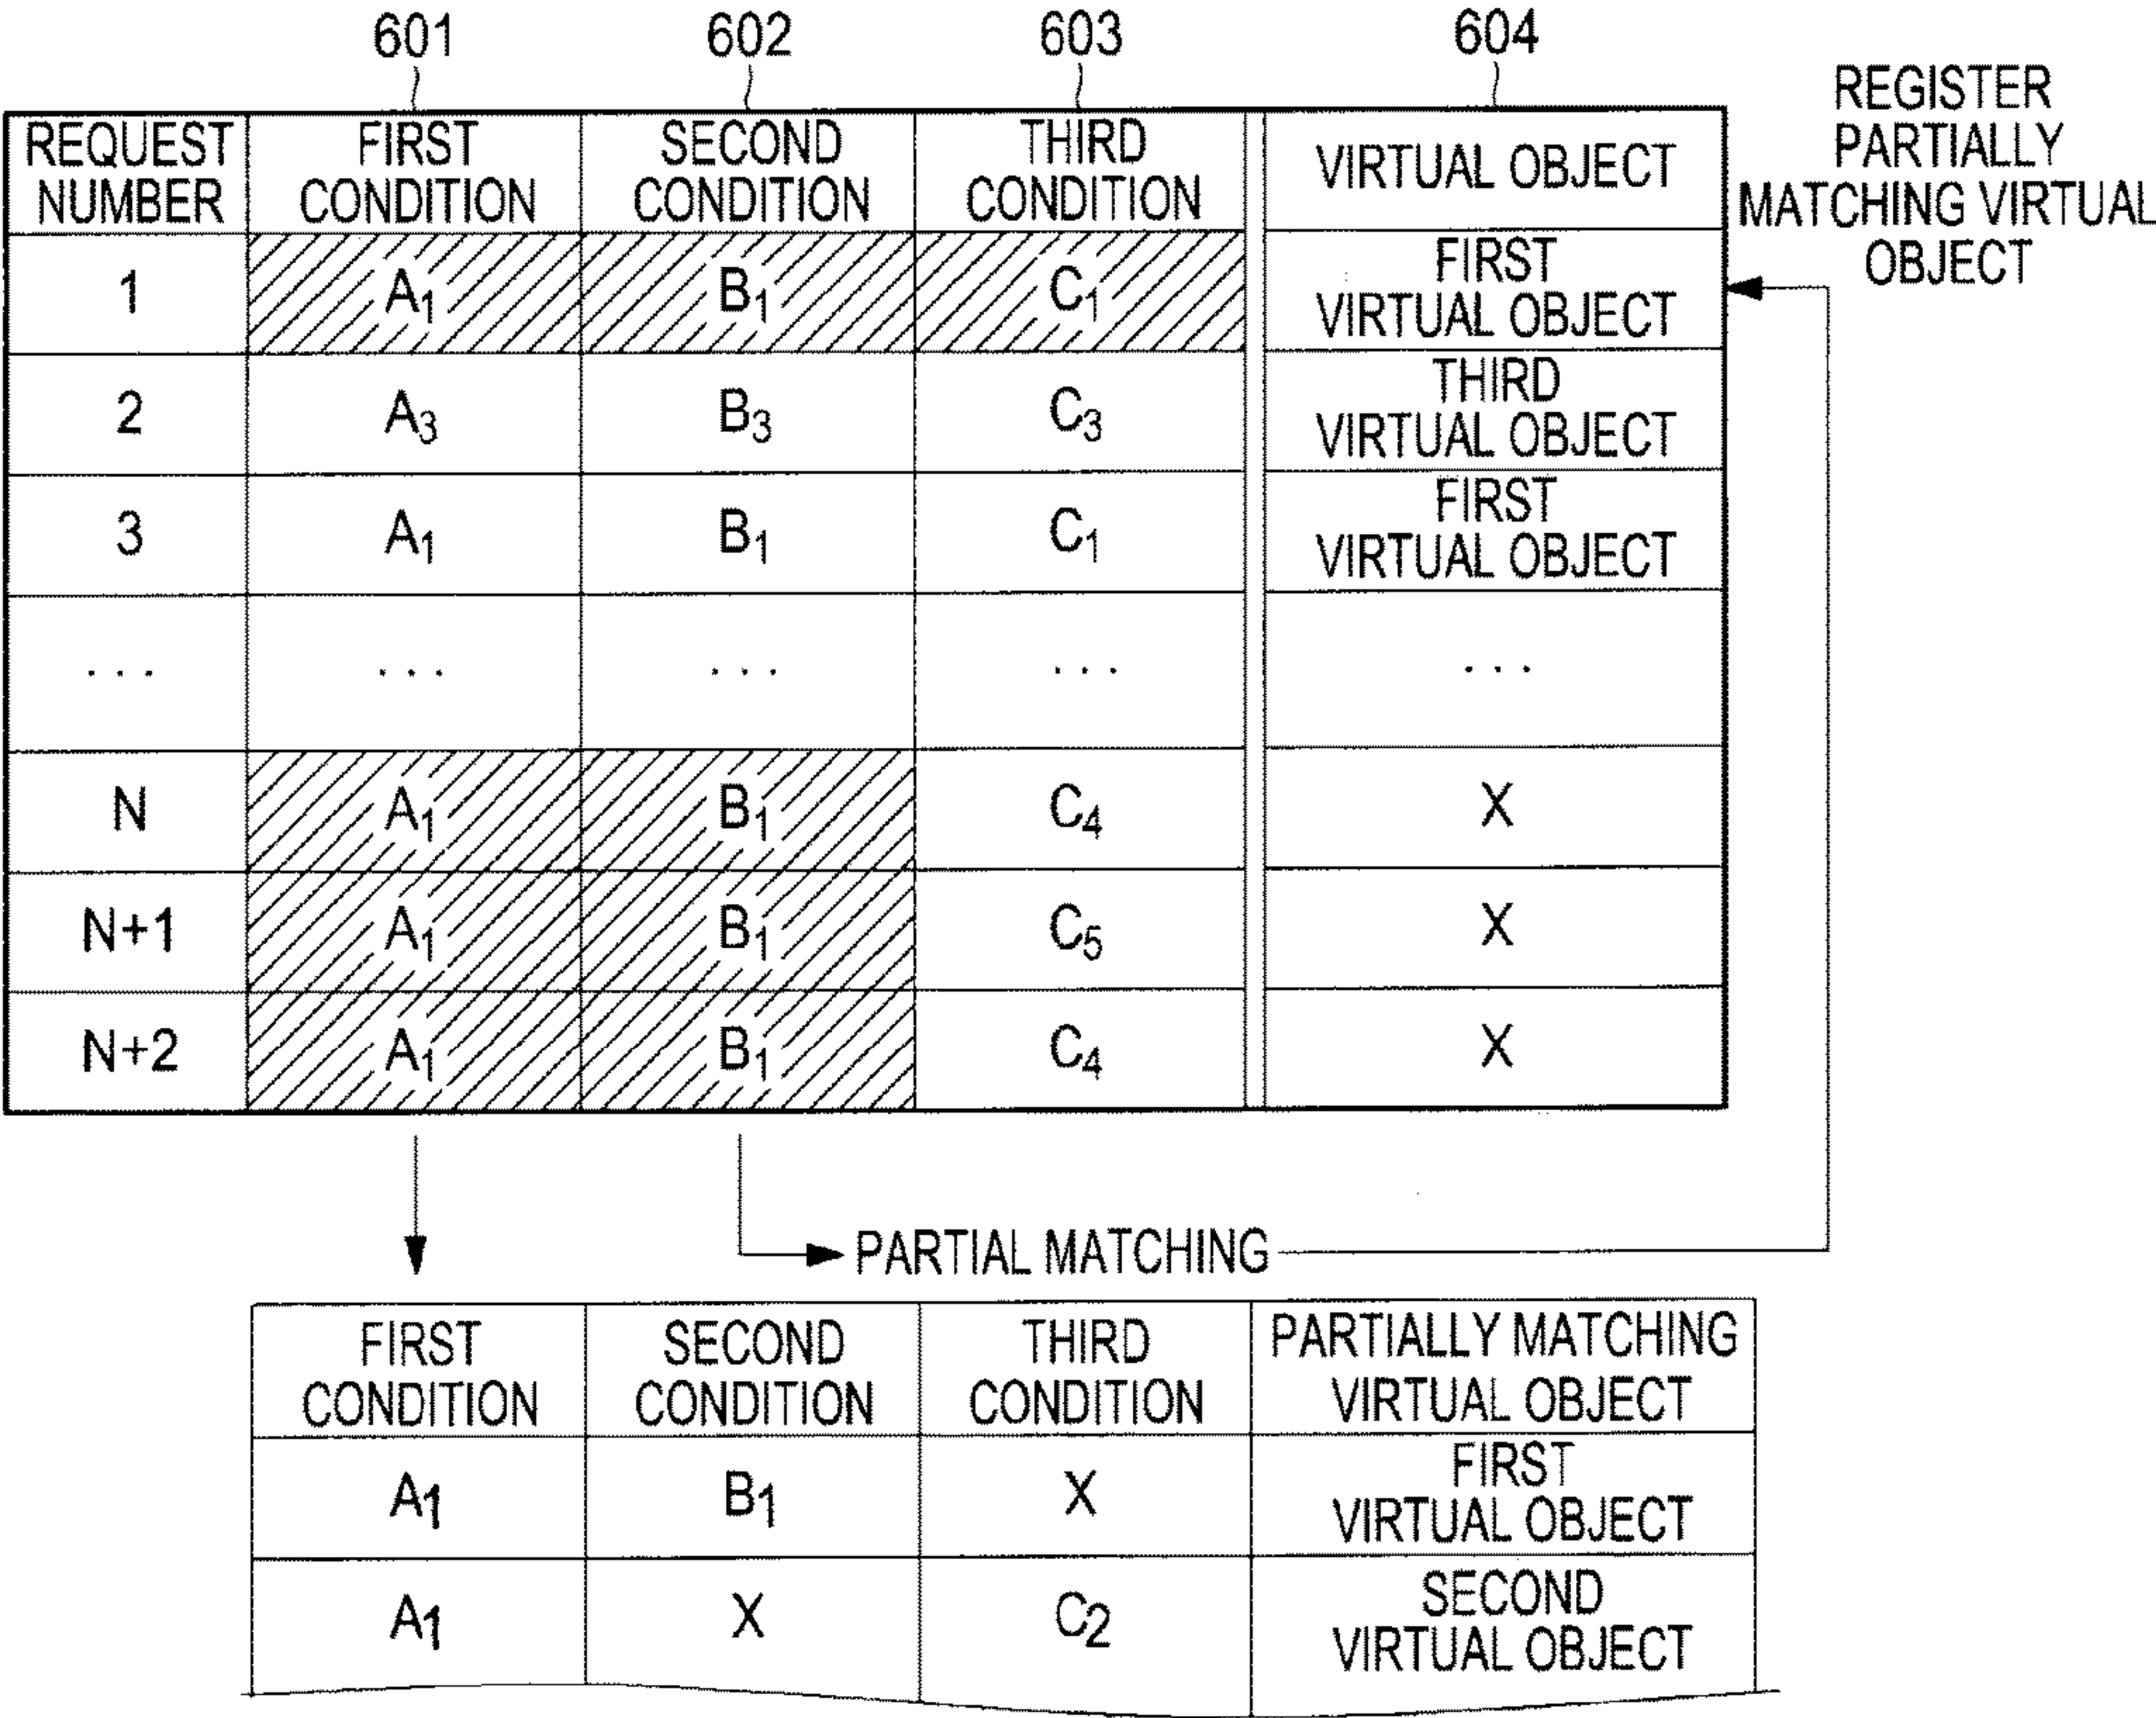 601 602 603 604
REGISTER
PARTIALLY
MATCHING VIRTUAL
OBJECT
REQUEST NUMBER FIRST CONDITION SECOND CONDITION THIRD CONDITION VIRTUAL OBJECT
1 A₁ B₁ C₁ FIRST VIRTUAL OBJECT
2 A₃ B₃ C₃ THIRD VIRTUAL OBJECT
3 A₁ B₁ C₁ FIRST VIRTUAL OBJECT
... ... ... ... ...
N A₁ B₁ C₄ X
N+1 A₁ B₁ C₅ X
N+2 A₁ B₁ C₄ X
PARTIAL MATCHING
FIRST CONDITION SECOND CONDITION THIRD CONDITION PARTIALLY MATCHING VIRTUAL OBJECT
A₁ B₁ X FIRST VIRTUAL OBJECT
A₁ X C₂ SECOND VIRTUAL OBJECT